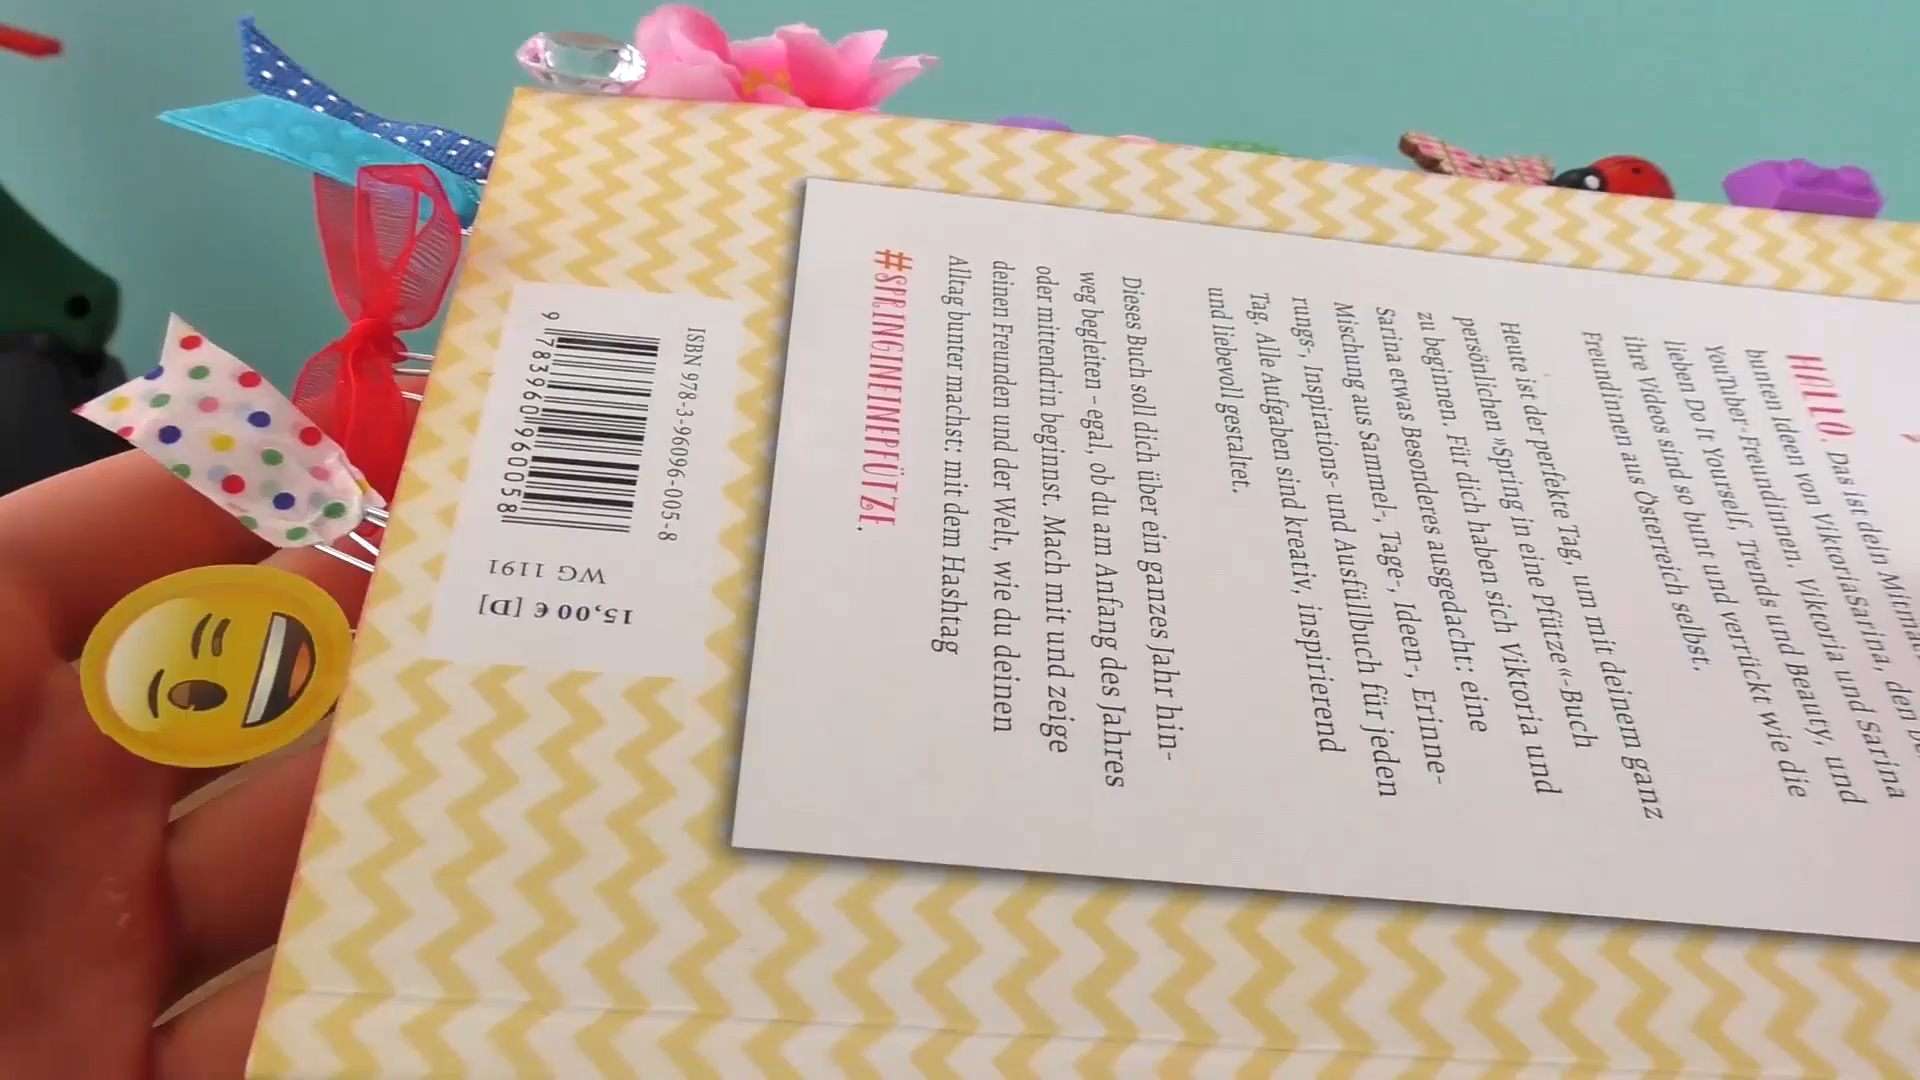 HALLO. Das ist dein Mitma
bunten Ideen von ViktoriaSarina, den be
YouTuber-Freundinnen. Viktoria und Sarina
lieben Do It Yourself, Trends und Beauty, und
ihre Videos sind so bunt und verrückt wie die
Freundinnen aus Österreich selbst.
Heute ist der perfekte Tag, um mit deinem ganz
persönlichen »Spring in eine Pfütze«-Buch
zu beginnen. Für dich haben sich Viktoria und
Sarina etwas Besonderes ausgedacht: eine
Mischung aus Sammel-, Tage-, Ideen-, Erinne-
rungs-, Inspirations- und Ausfüllbuch für jeden
Tag. Alle Aufgaben sind kreativ, inspirierend
und liebevoll gestaltet.
Dieses Buch soll dich über ein ganzes Jahr hin-
weg begleiten – egal, ob du am Anfang des Jahres
oder mittendrin beginnst. Mach mit und zeige
deinen Freunden und der Welt, wie du deinen
Alltag bunter machst: mit dem Hashtag
#SPRINGINEINEPFÜTZE.
ISBN 978-3-96096-005-8
9 783960 960058
WG 1191
15,00 € [D]